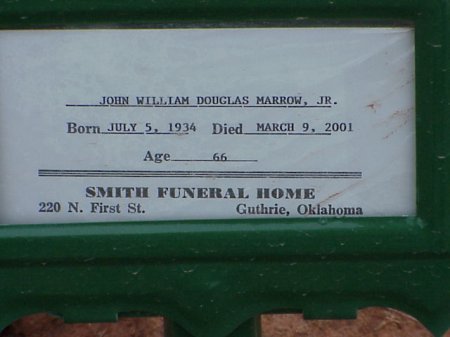 JOHN WILLIAM DOUGLAS MARROW, JR.
Born JULY 5, 1934 Died MARCH 9, 2001
Age 66
SMITH FUNERAL HOME
220 N. First St. Guthrie, Oklahoma